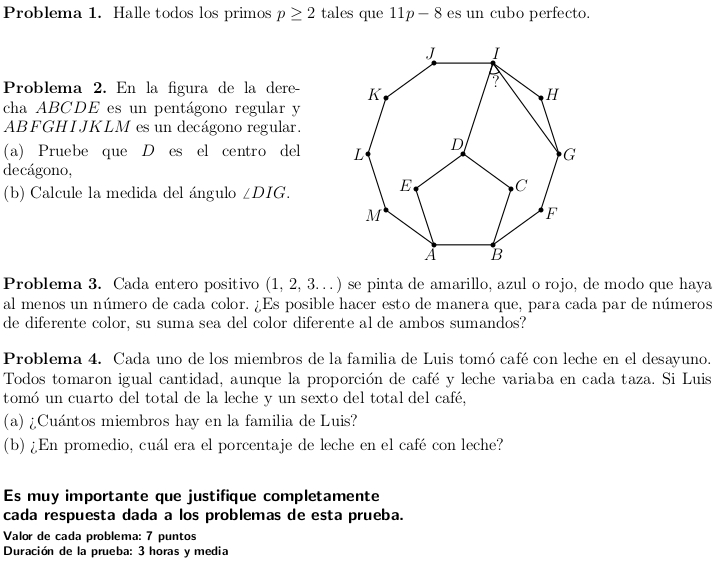 Problema 1. Halle todos los primos p ≥ 2 tales que 11p − 8 es un cubo perfecto.
Problema 2. En la figura de la dere-
cha ABCDE es un pentágono regular y
ABFGHIJKLM es un decágono regular.
(a) Pruebe que D es el centro del
decágono,
(b) Calcule la medida del ángulo ∠DIG.
J
I
?
K
H
D
L
G
E
C
M
F
A
B
Problema 3. Cada entero positivo (1, 2, 3...) se pinta de amarillo, azul o rojo, de modo que haya
al menos un número de cada color. ¿Es posible hacer esto de manera que, para cada par de números
de diferente color, su suma sea del color diferente al de ambos sumandos?
Problema 4. Cada uno de los miembros de la familia de Luis tomó café con leche en el desayuno.
Todos tomaron igual cantidad, aunque la proporción de café y leche variaba en cada taza. Si Luis
tomó un cuarto del total de la leche y un sexto del total del café,
(a) ¿Cuántos miembros hay en la familia de Luis?
(b) ¿En promedio, cuál era el porcentaje de leche en el café con leche?
Es muy importante que justifique completamente
cada respuesta dada a los problemas de esta prueba.
Valor de cada problema: 7 puntos
Duración de la prueba: 3 horas y media